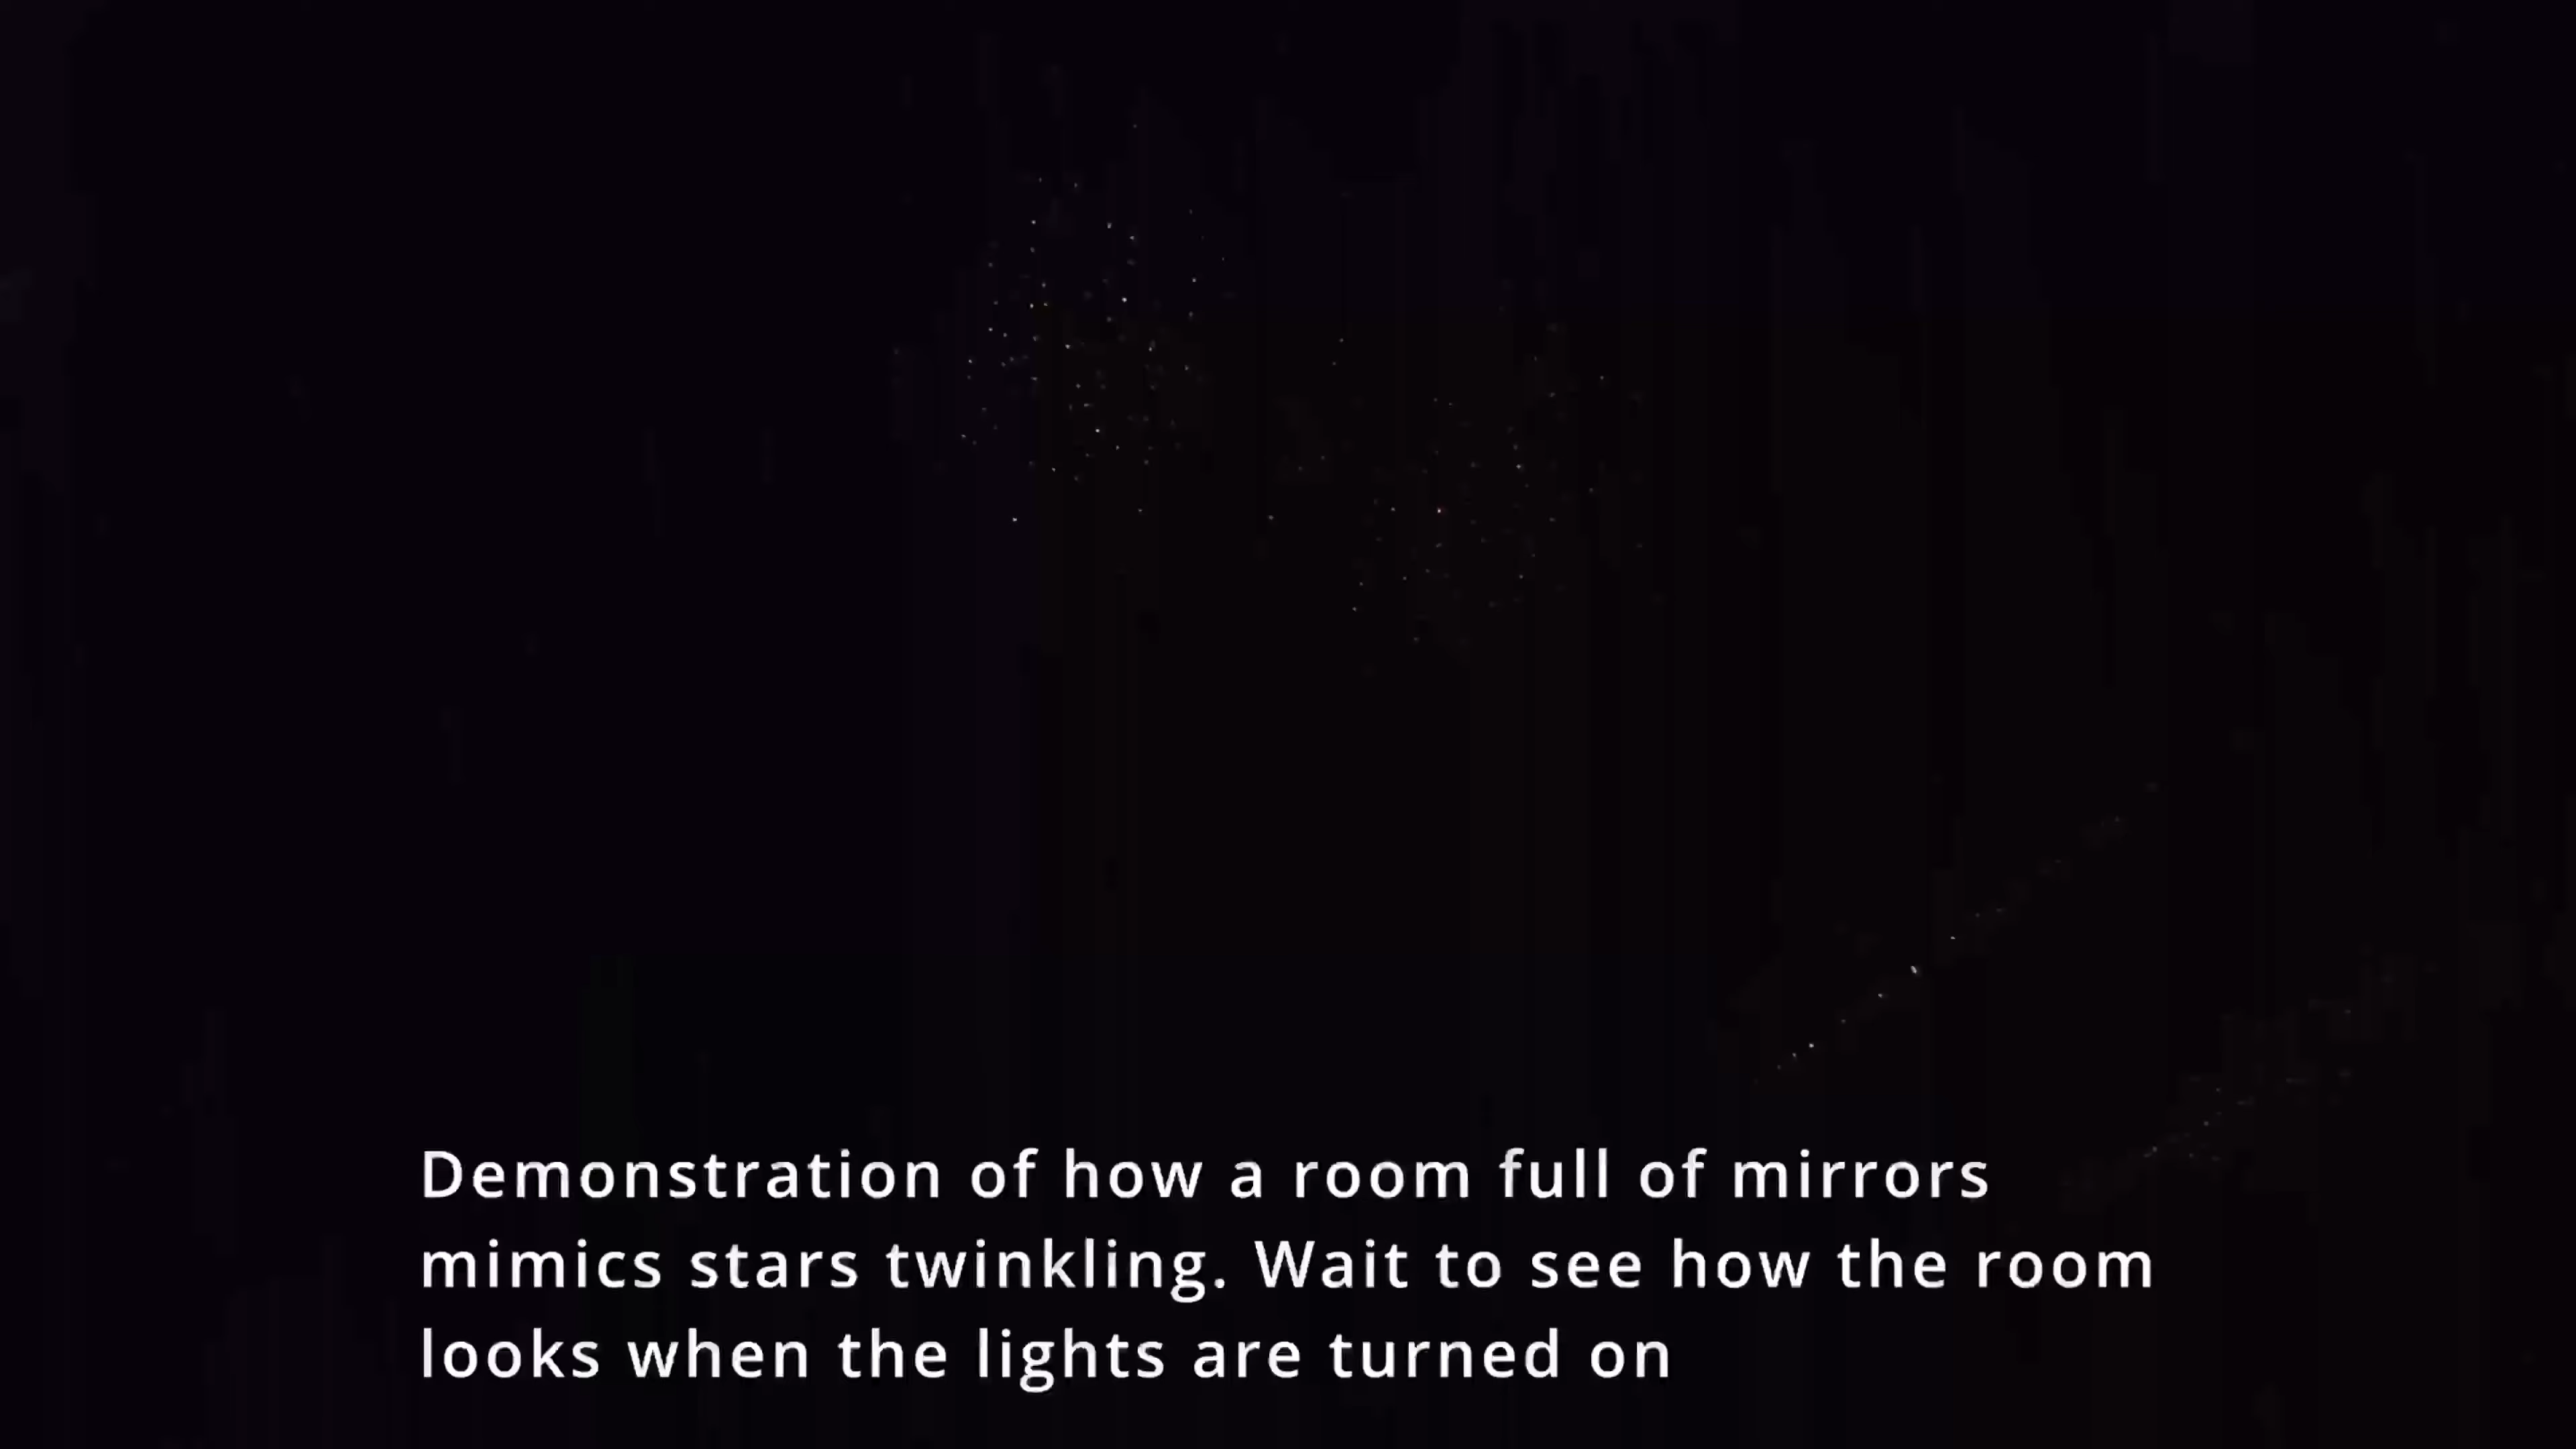 Demonstration of how a room full of mirrors
mimics stars twinkling. Wait to see how the room
looks when the lights are turned on